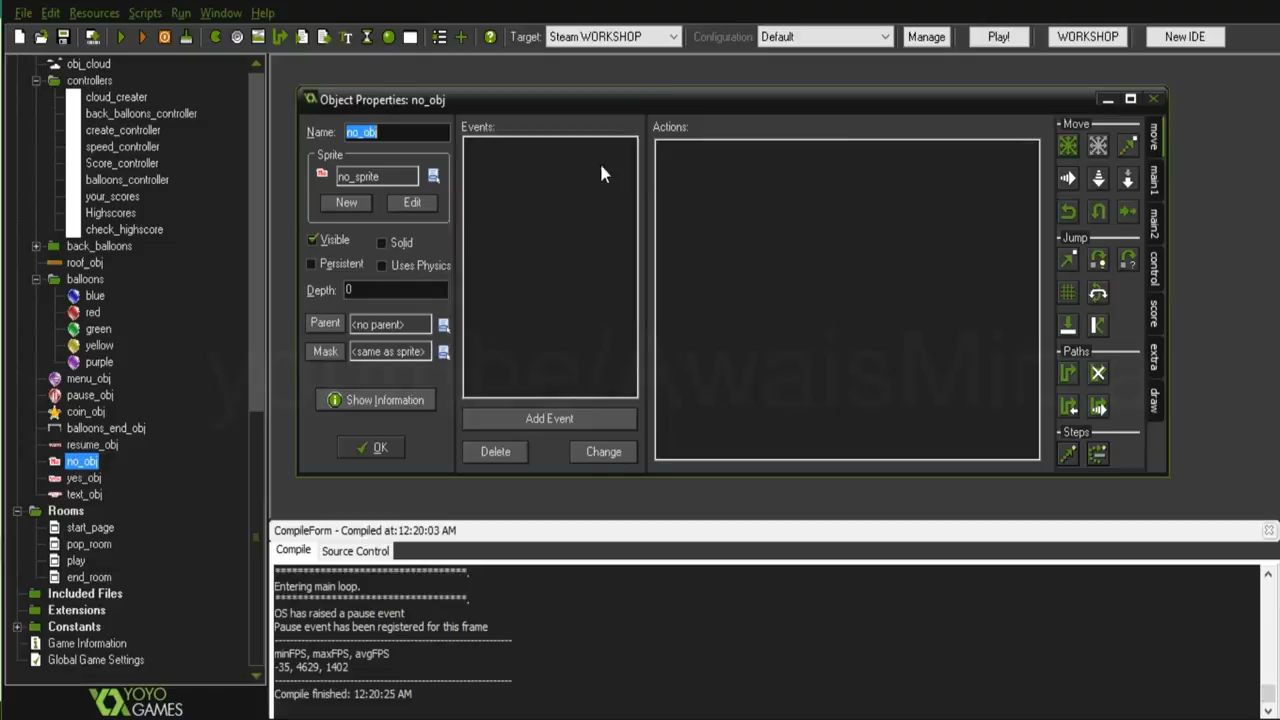 File Edit Resources Scripts Run Window Help
Target: Steam WORKSHOP Configuration: Default Manage Play! WORKSHOP New IDE
obj_cloud
controllers
cloud_creater
back_balloons_controller
create_controller
speed_controller
Score_controller
balloons_controller
your_scores
Highscores
check_highscore
back_balloons
roof_obj
balloons
blue
red
green
yellow
purple
menu_obj
pause_obj
coin_obj
balloons_end_obj
resume_obj
no_obj
yes_obj
text_obj
Rooms
start_page
pop_room
play
end_room
Included Files
Extensions
Constants
Game Information
Global Game Settings
YOYO
GAMES
Object Properties: no_obj
Name: no_obj
Sprite
no_sprite
New Edit
Visible Solid
Persistent Uses Physics
Depth: 0
Parent <no parent>
Mask <same as sprite>
Show Information
OK
Events:
Add Event
Delete Change
Actions:
Move
Jump
Paths
Steps
move
main1
main2
control
score
extra
draw
CompileForm - Compiled at:12:20:03 AM
Compile Source Control
***********************************.
Entering main loop.
***********************************.
OS has raised a pause event
Pause event has been registered for this frame
minFPS, maxFPS, avgFPS
-35, 4629, 1402
Compile finished: 12:20:25 AM